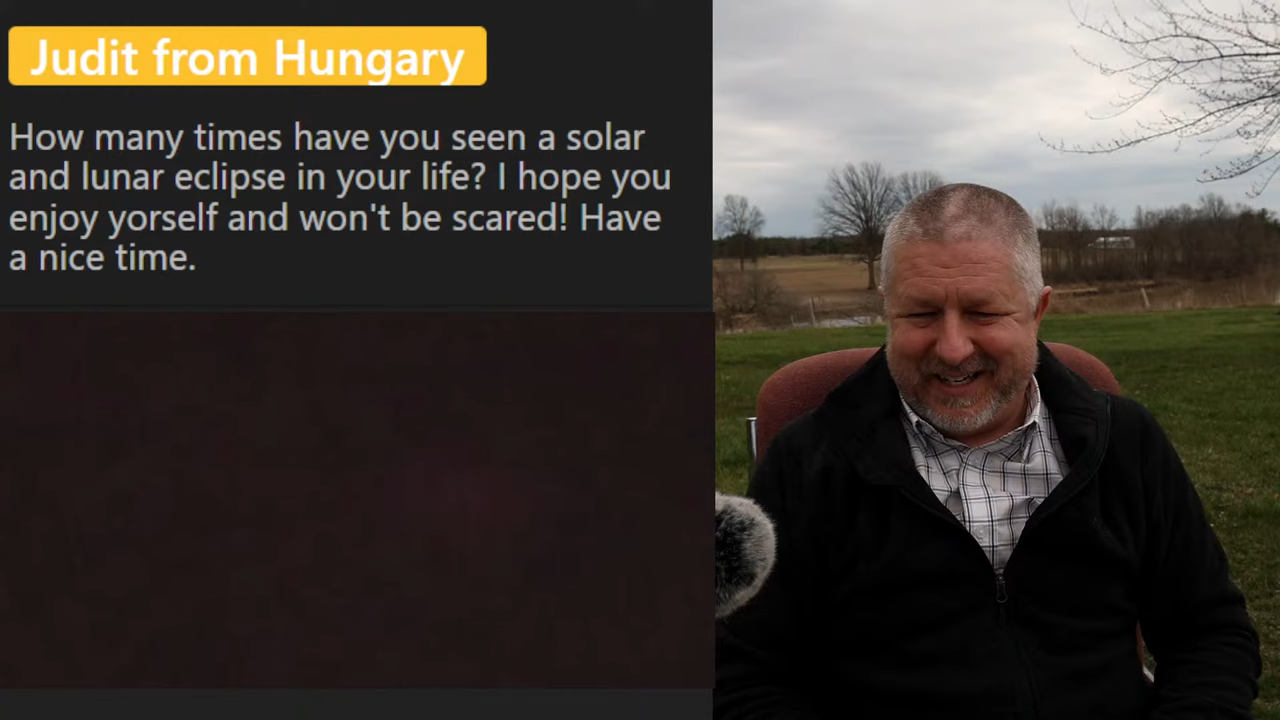 Judit from Hungary
How many times have you seen a solar
and lunar eclipse in your life? I hope you
enjoy yorself and won't be scared! Have
a nice time.